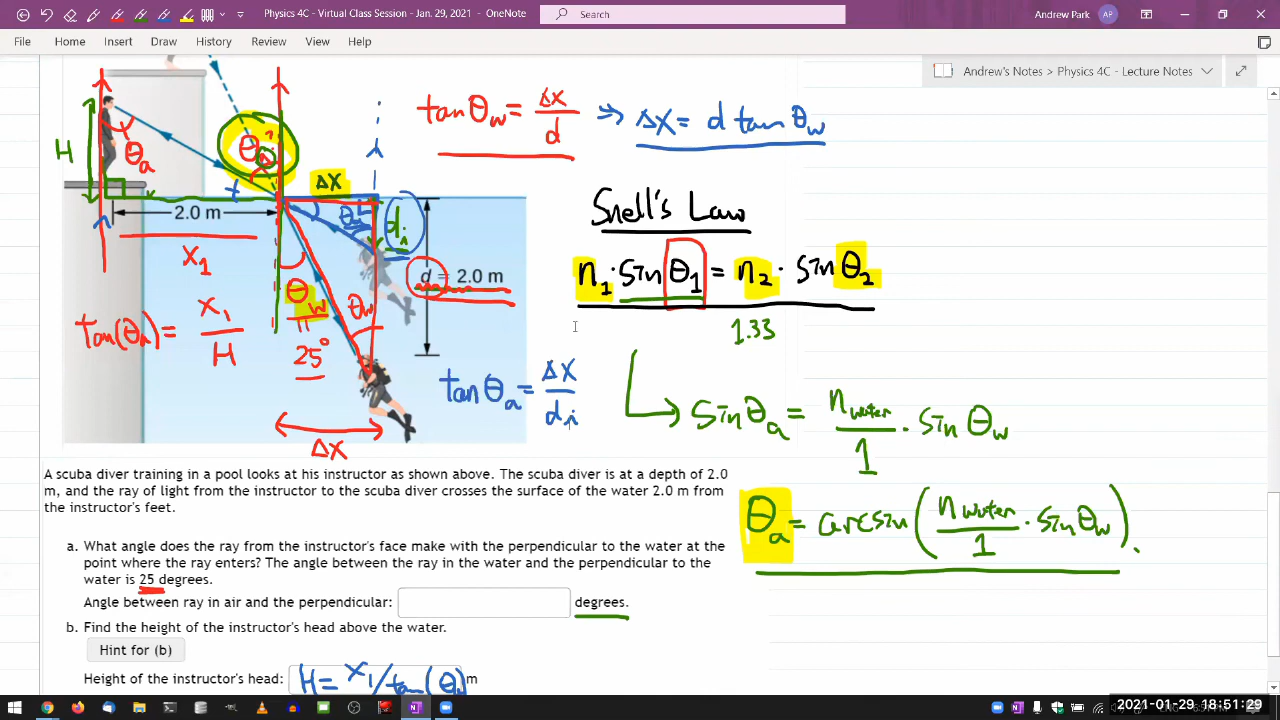 Physical 4C - Lecture Notes - Jan. 29, 2021 - OneNote
Search
Andrew Park
AP
File
Home
Insert
Draw
History
Review
View
Help
Andrew's Notes > Physics 4C - Lecture Notes
H
θa
θa?
2.0 m
x1
tan(θa) = x1/H
Δx
θa
di
d = 2.0 m
θw
=
25°
θw
Δx
tan θw = Δx/d ⇒ Δx = d tan θw
Snell's Law
n1 · sin θ1 = n2 · sin θ2
1.33
tan θa = Δx/di
sin θa = nwater/1 · sin θw
θa = arcsin(nwater/1 · sin θw).
A scuba diver training in a pool looks at his instructor as shown above. The scuba diver is at a depth of 2.0
m, and the ray of light from the instructor to the scuba diver crosses the surface of the water 2.0 m from
the instructor's feet.
a. What angle does the ray from the instructor's face make with the perpendicular to the water at the
point where the ray enters? The angle between the ray in the water and the perpendicular to the
water is 25 degrees.
Angle between ray in air and the perpendicular: degrees.
b. Find the height of the instructor's head above the water.
Hint for (b)
Height of the instructor's head: H = x1/tan(θa) m
2021-01-29 18:51:29